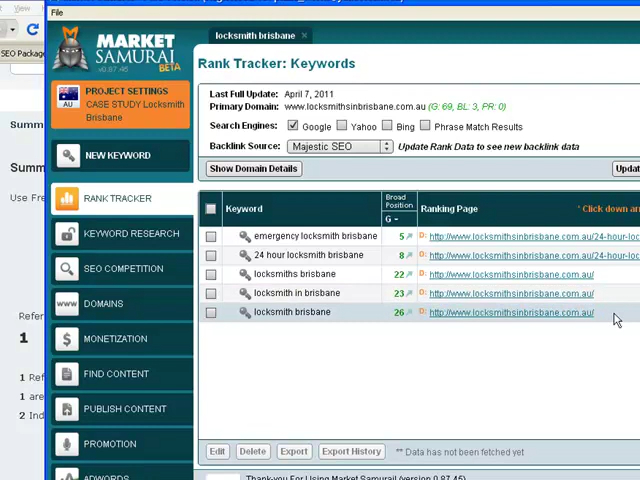 View
File
SEO Package
MARKET
SAMURAI
v0.87.45 BETA
locksmith brisbane ×
Rank Tracker: Keywords
PROJECT SETTINGS
CASE STUDY Locksmith
Brisbane
AU
Last Full Update: April 7, 2011
Primary Domain: www.locksmithsinbrisbane.com.au (G: 69, BL: 3, PR: 0)
Search Engines: Google Yahoo Bing Phrase Match Results
Backlink Source: Majestic SEO Update Rank Data to see new backlink data
Show Domain Details
Updat
Summ
Summ
Use Fre
NEW KEYWORD
RANK TRACKER
KEYWORD RESEARCH
SEO COMPETITION
www DOMAINS
MONETIZATION
FIND CONTENT
PUBLISH CONTENT
PROMOTION
ADWORDS
Keyword Broad Position G - Ranking Page * Click down arr
emergency locksmith brisbane 5 D: http://www.locksmithsinbrisbane.com.au/24-hour-loc
24 hour locksmith brisbane 8 D: http://www.locksmithsinbrisbane.com.au/24-hour-loc
locksmiths brisbane 22 D: http://www.locksmithsinbrisbane.com.au/
locksmith in brisbane 23 D: http://www.locksmithsinbrisbane.com.au/
locksmith brisbane 26 D: http://www.locksmithsinbrisbane.com.au/
Refer
1
1 Ref
1 are
2 Ind
Edit Delete Export Export History ** Data has not been fetched yet
Thank-you For Using Market Samurai! (version 0.87.45)